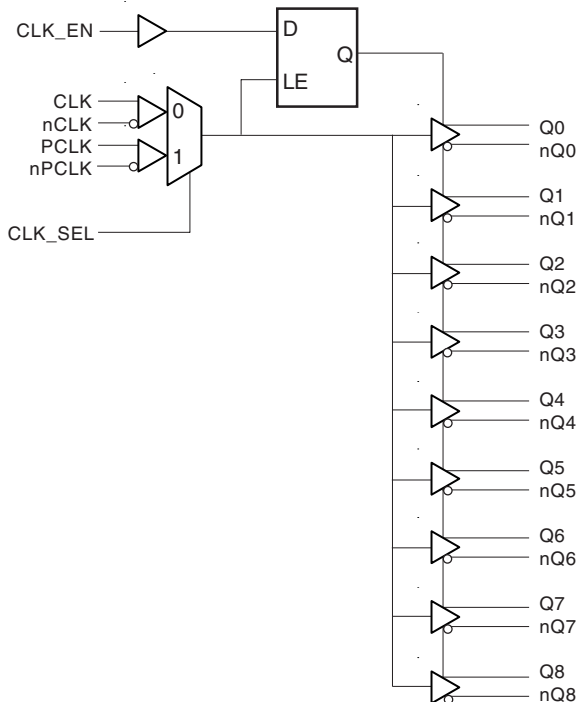 CLK_EN
D
Q
LE
CLK
0
nCLK
PCLK
1
nPCLK
CLK_SEL
Q0
nQ0
Q1
nQ1
Q2
nQ2
Q3
nQ3
Q4
nQ4
Q5
nQ5
Q6
nQ6
Q7
nQ7
Q8
nQ8